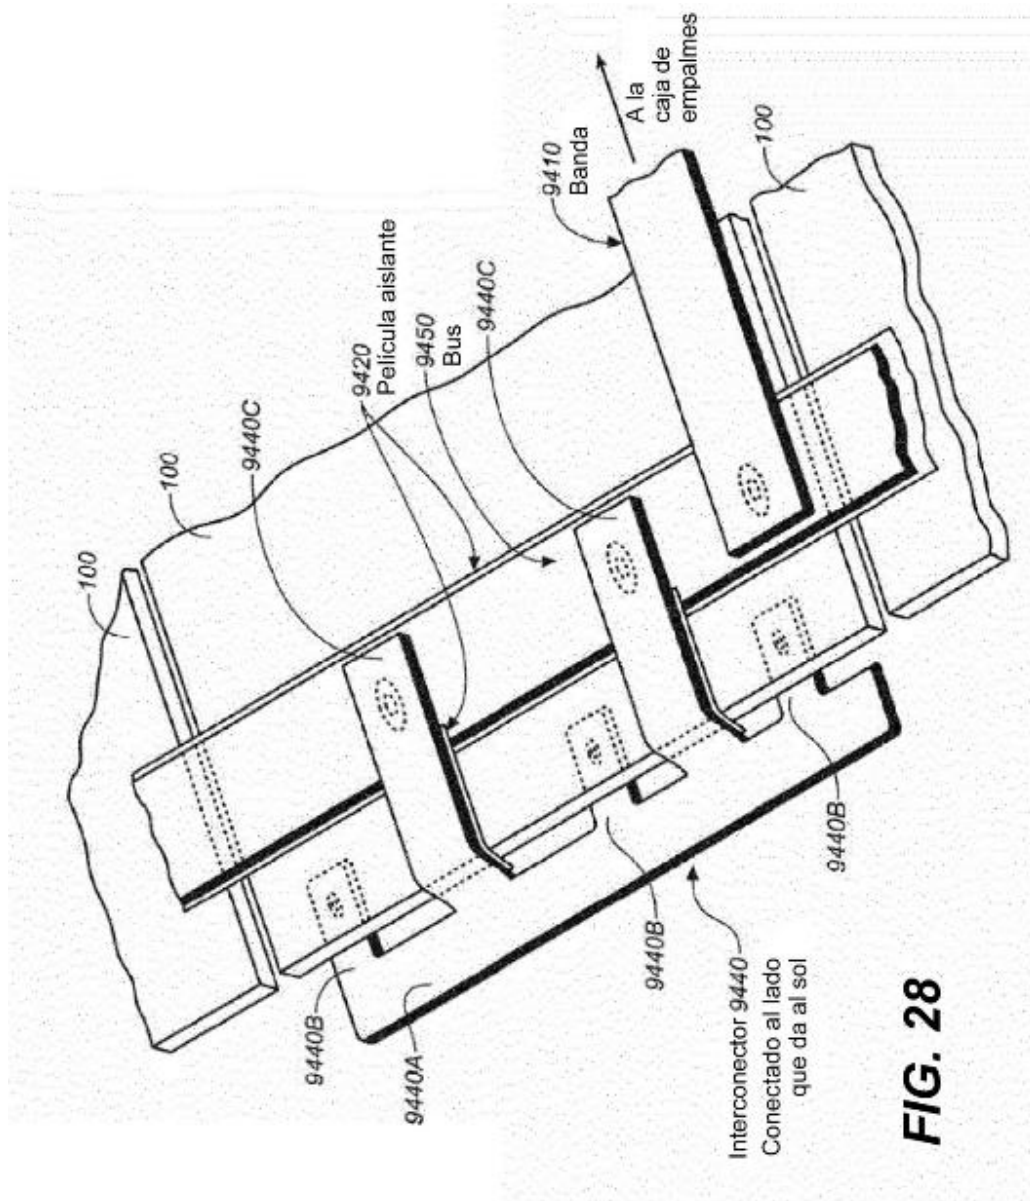 100
100
9440C
9420
Película aislante
9450
Bus
9440C
9410
Banda
A la
caja de
empalmes
100
9440B
9440A
9440B
9440B
Interconector 9440
Conectado al lado
que da al sol
FIG. 28